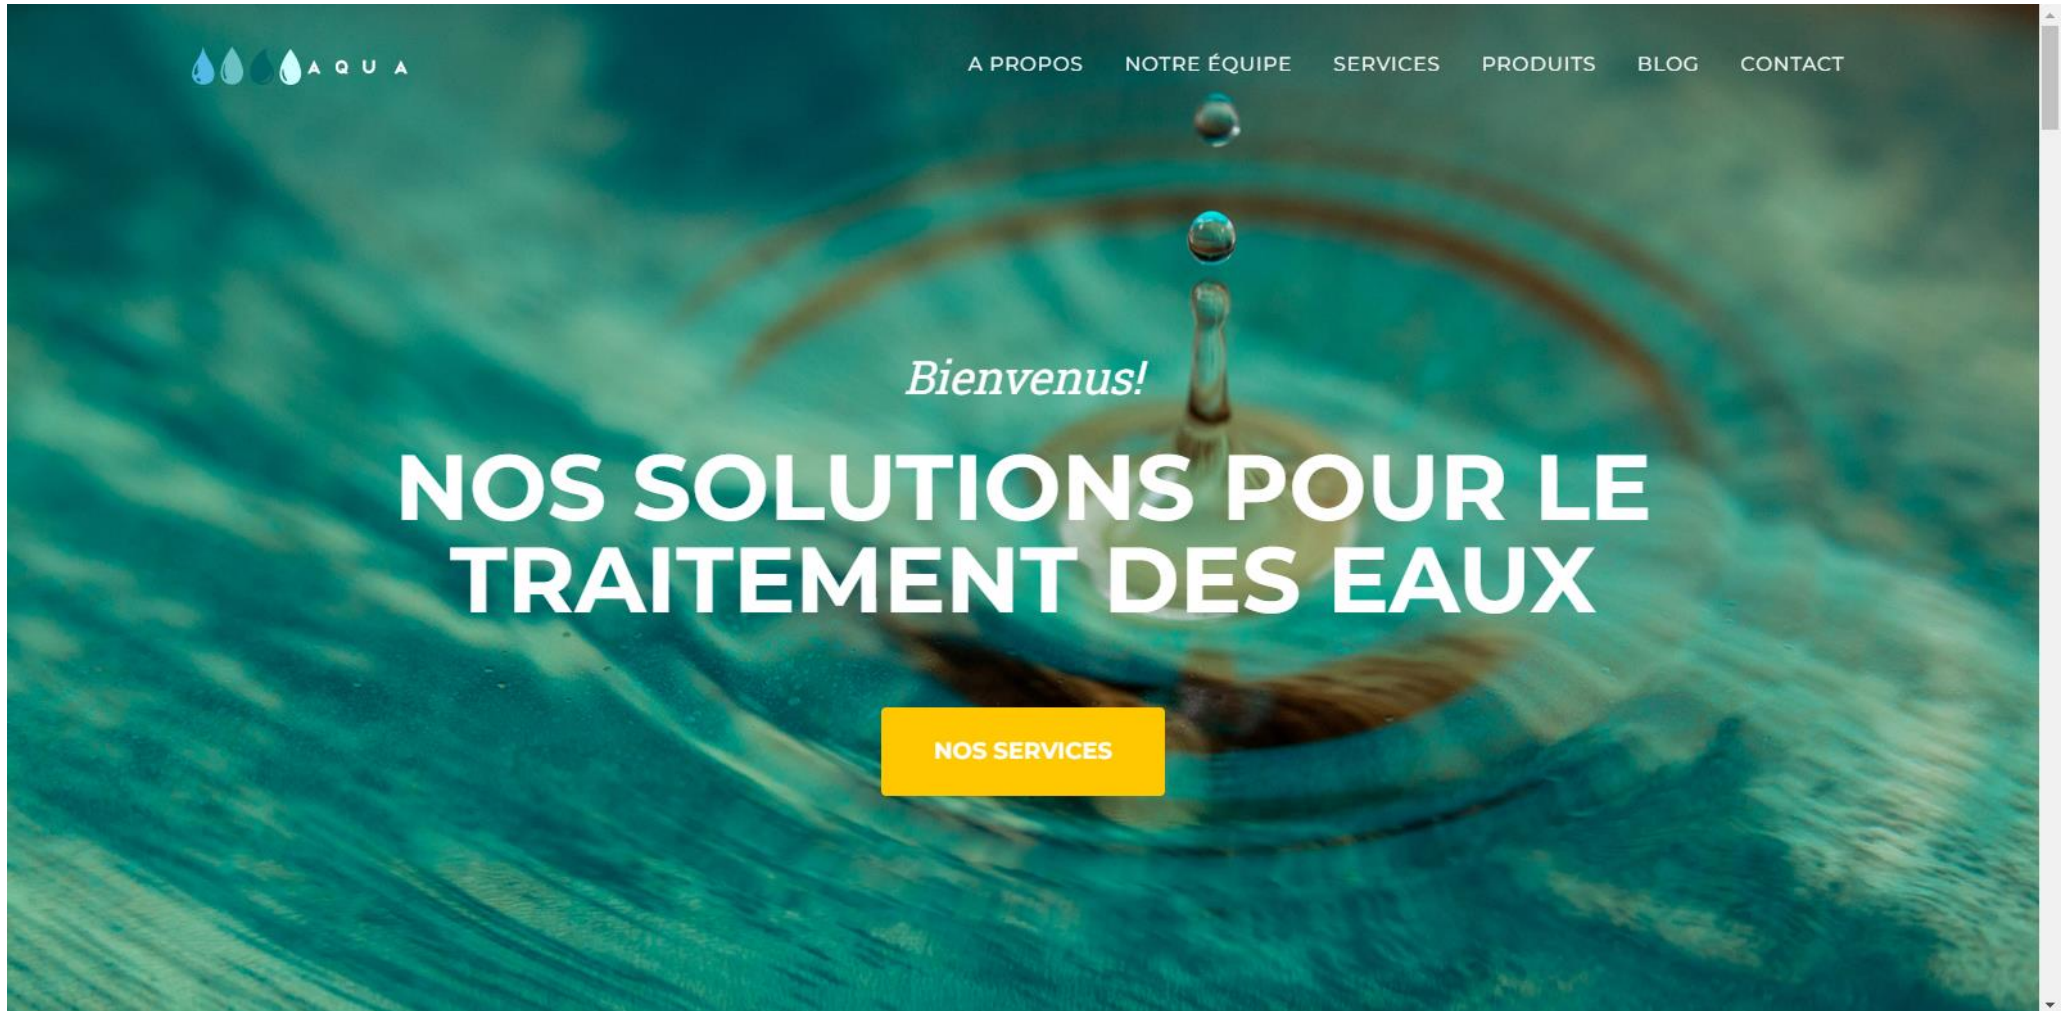 AQUA
A PROPOS NOTRE ÉQUIPE SERVICES PRODUITS BLOG CONTACT
Bienvenus!
NOS SOLUTIONS POUR LE
TRAITEMENT DES EAUX
NOS SERVICES